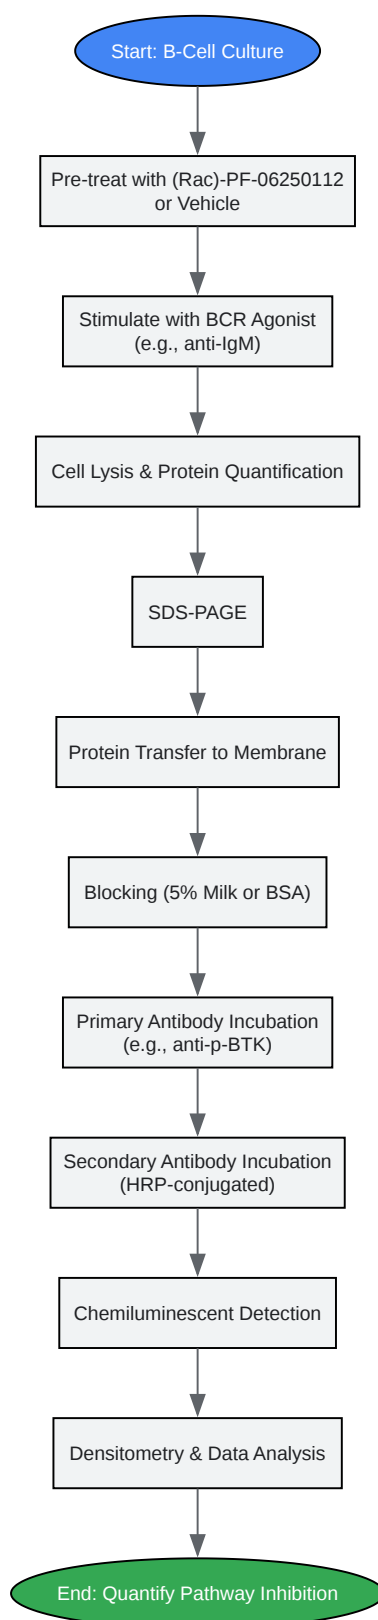 Start: B-Cell Culture
Pre-treat with (Rac)-PF-06250112
or Vehicle
Stimulate with BCR Agonist
(e.g., anti-IgM)
Cell Lysis & Protein Quantification
SDS-PAGE
Protein Transfer to Membrane
Blocking (5% Milk or BSA)
Primary Antibody Incubation
(e.g., anti-p-BTK)
Secondary Antibody Incubation
(HRP-conjugated)
Chemiluminescent Detection
Densitometry & Data Analysis
End: Quantify Pathway Inhibition